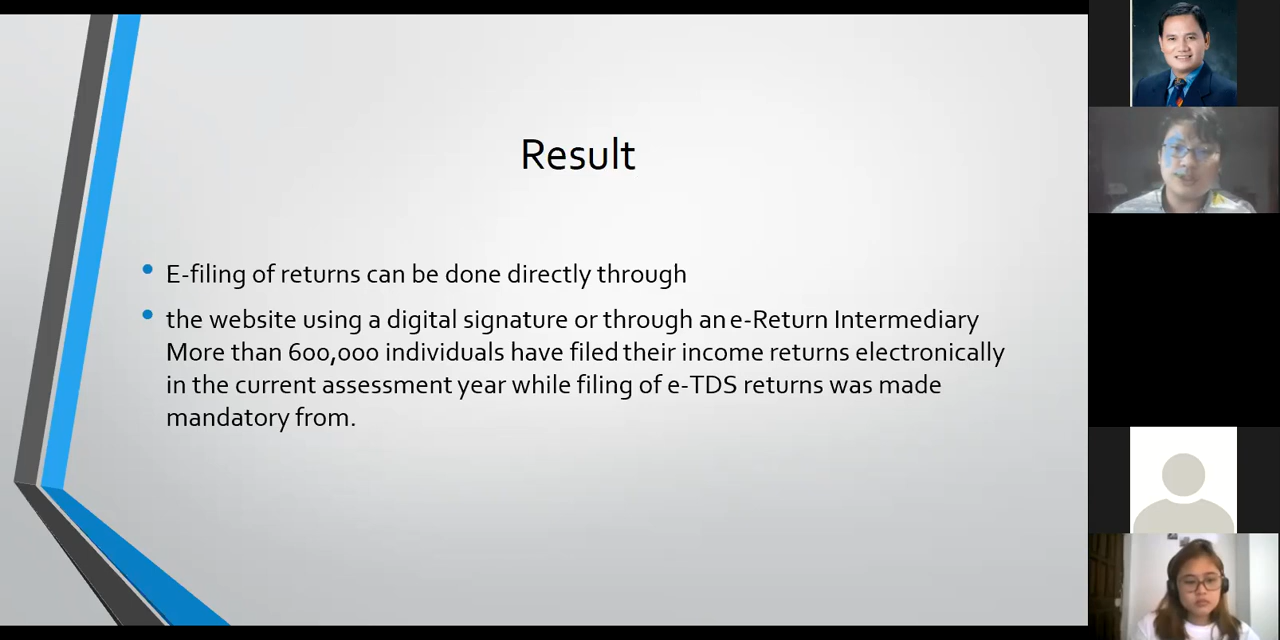 Result
E-filing of returns can be done directly through
the website using a digital signature or through an e-Return Intermediary
More than 600,000 individuals have filed their income returns electronically
in the current assessment year while filing of e-TDS returns was made
mandatory from.